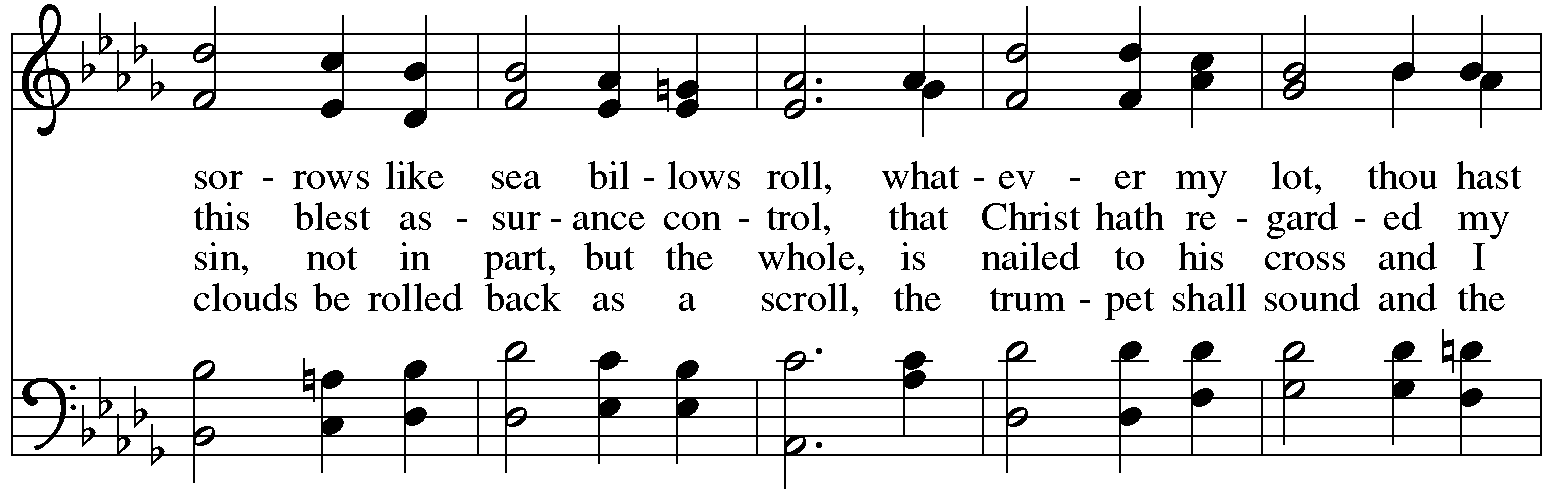 sor - rows like sea bil - lows roll, what - ev - er my lot, thou hast
this blest as - sur - ance con - trol, that Christ hath re - gard - ed my
sin, not in part, but the whole, is nailed to his cross and I
clouds be rolled back as a scroll, the trum - pet shall sound and the